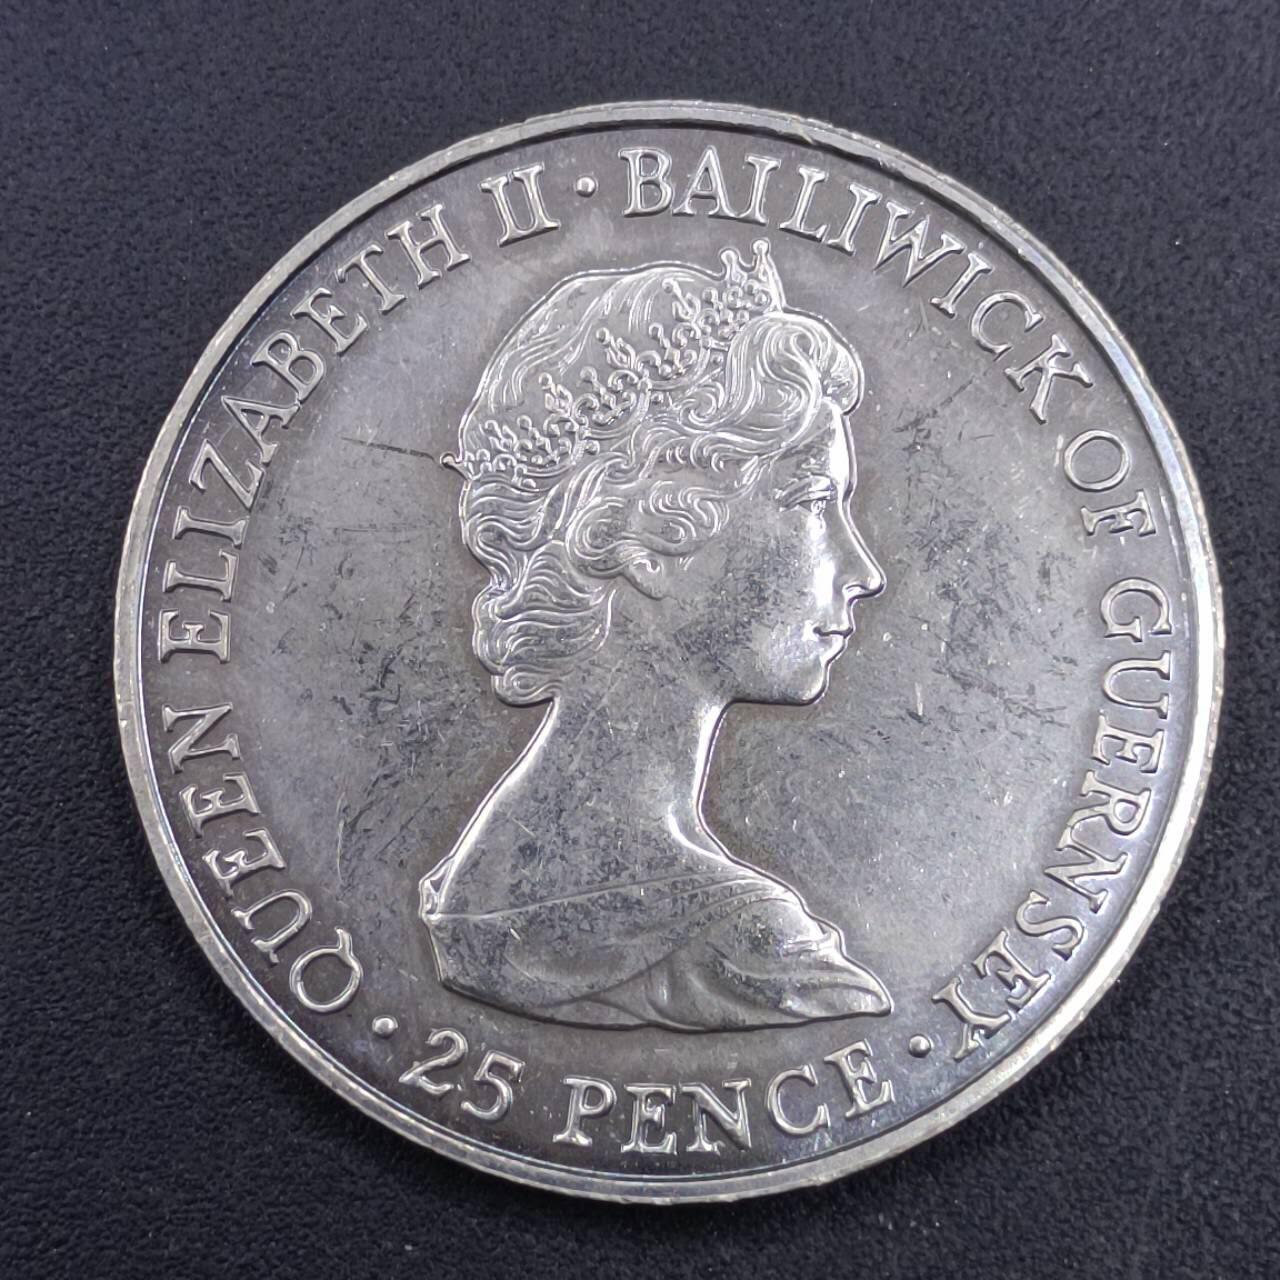 QUEEN ELIZABETH II · BAILIWICK OF GUERNSEY ·
25 PENCE ·